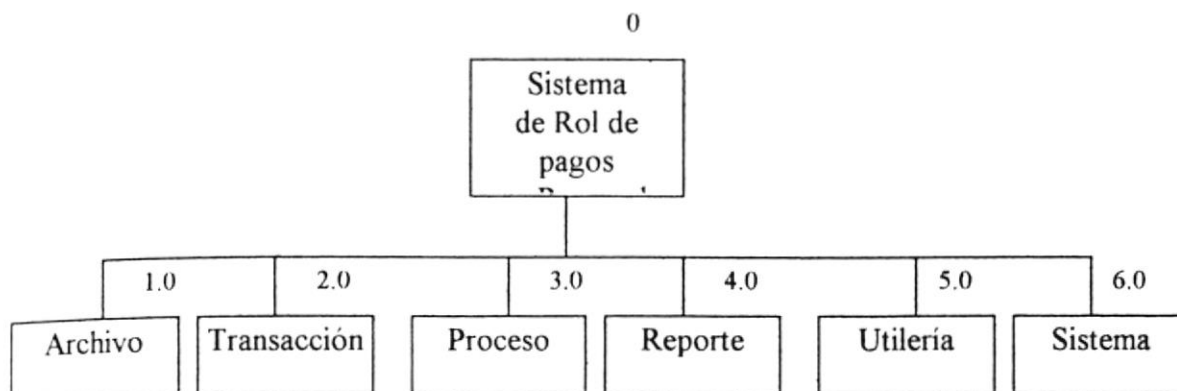 0
Sistema
de Rol de
pagos
1.0 2.0 3.0 4.0 5.0 6.0
Archivo Transacción Proceso Reporte Utilería Sistema